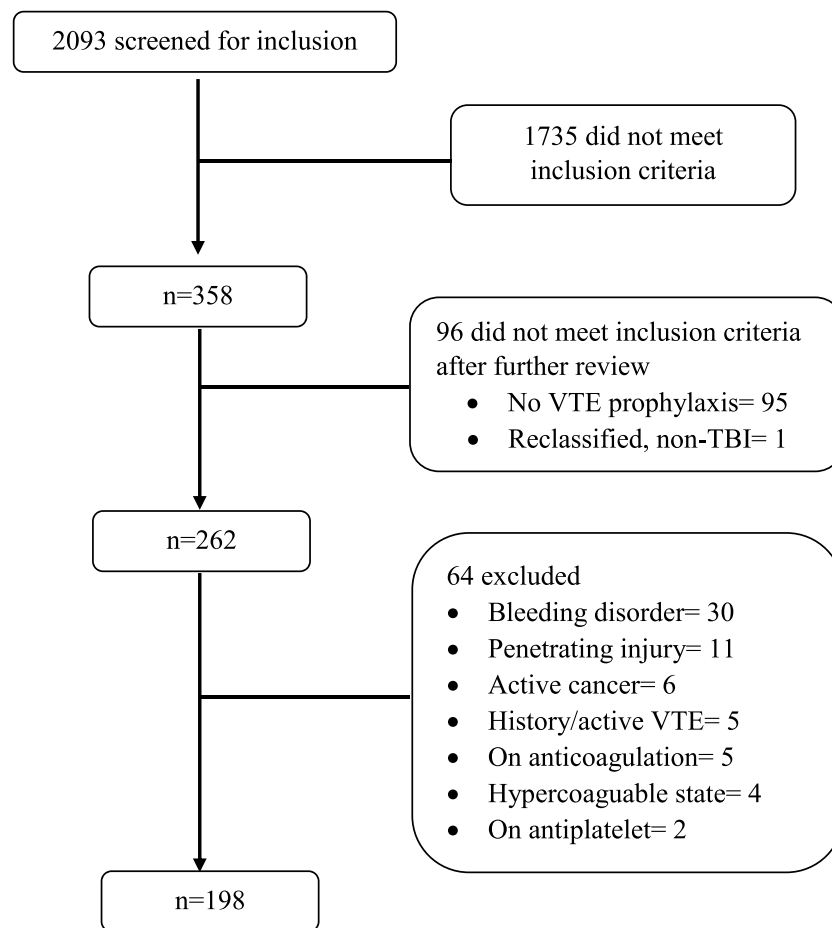 2093 screened for inclusion
1735 did not meet
inclusion criteria
n=358
96 did not meet inclusion criteria
after further review
• No VTE prophylaxis= 95
• Reclassified, non-TBI= 1
n=262
64 excluded
• Bleeding disorder= 30
• Penetrating injury= 11
• Active cancer= 6
• History/active VTE= 5
• On anticoagulation= 5
• Hypercoaguable state= 4
• On antiplatelet= 2
n=198